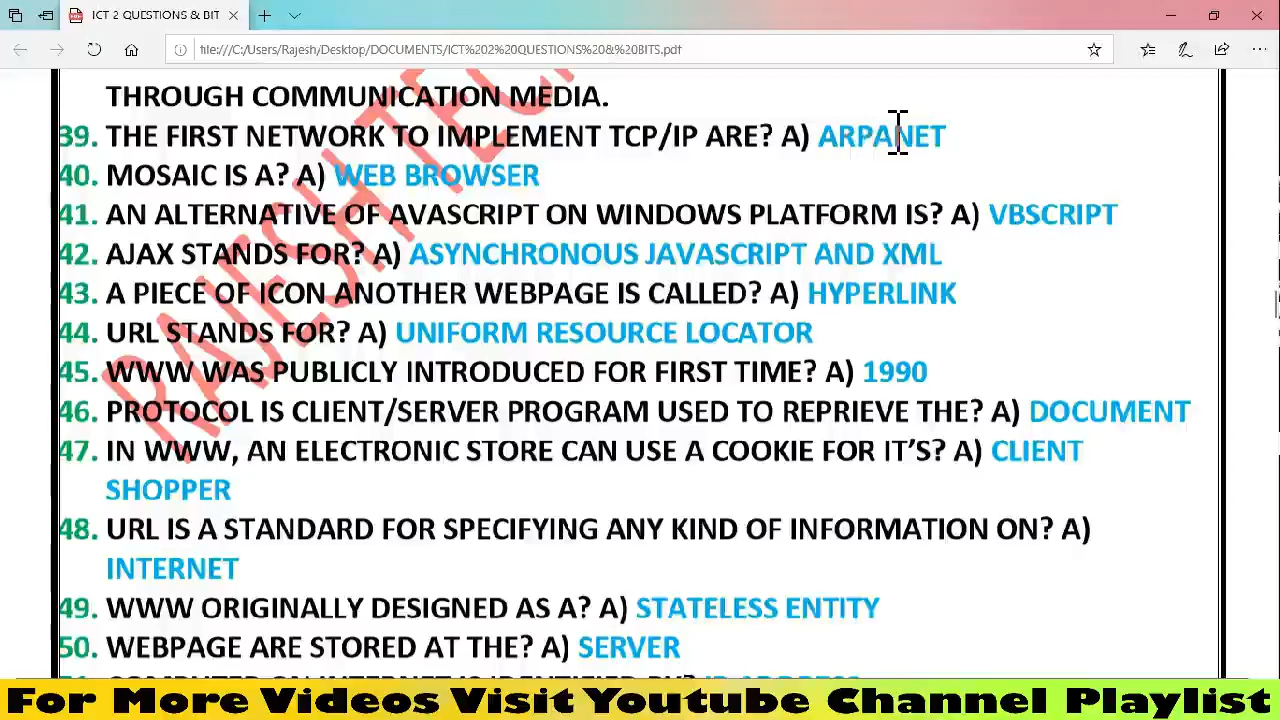 ICT 2 QUESTIONS & BIT
file:///C:/Users/Rajesh/Desktop/DOCUMENTS/ICT%202%20QUESTIONS%20&%20BITS.pdf
THROUGH COMMUNICATION MEDIA.
39. THE FIRST NETWORK TO IMPLEMENT TCP/IP ARE? A) ARPANET
40. MOSAIC IS A? A) WEB BROWSER
41. AN ALTERNATIVE OF AVASCRIPT ON WINDOWS PLATFORM IS? A) VBSCRIPT
42. AJAX STANDS FOR? A) ASYNCHRONOUS JAVASCRIPT AND XML
43. A PIECE OF ICON ANOTHER WEBPAGE IS CALLED? A) HYPERLINK
44. URL STANDS FOR? A) UNIFORM RESOURCE LOCATOR
45. WWW WAS PUBLICLY INTRODUCED FOR FIRST TIME? A) 1990
46. PROTOCOL IS CLIENT/SERVER PROGRAM USED TO REPRIEVE THE? A) DOCUMENT
47. IN WWW, AN ELECTRONIC STORE CAN USE A COOKIE FOR IT’S? A) CLIENT
SHOPPER
48. URL IS A STANDARD FOR SPECIFYING ANY KIND OF INFORMATION ON? A)
INTERNET
49. WWW ORIGINALLY DESIGNED AS A? A) STATELESS ENTITY
50. WEBPAGE ARE STORED AT THE? A) SERVER
RAJESH TEC
For More Videos Visit Youtube Channel Playlist